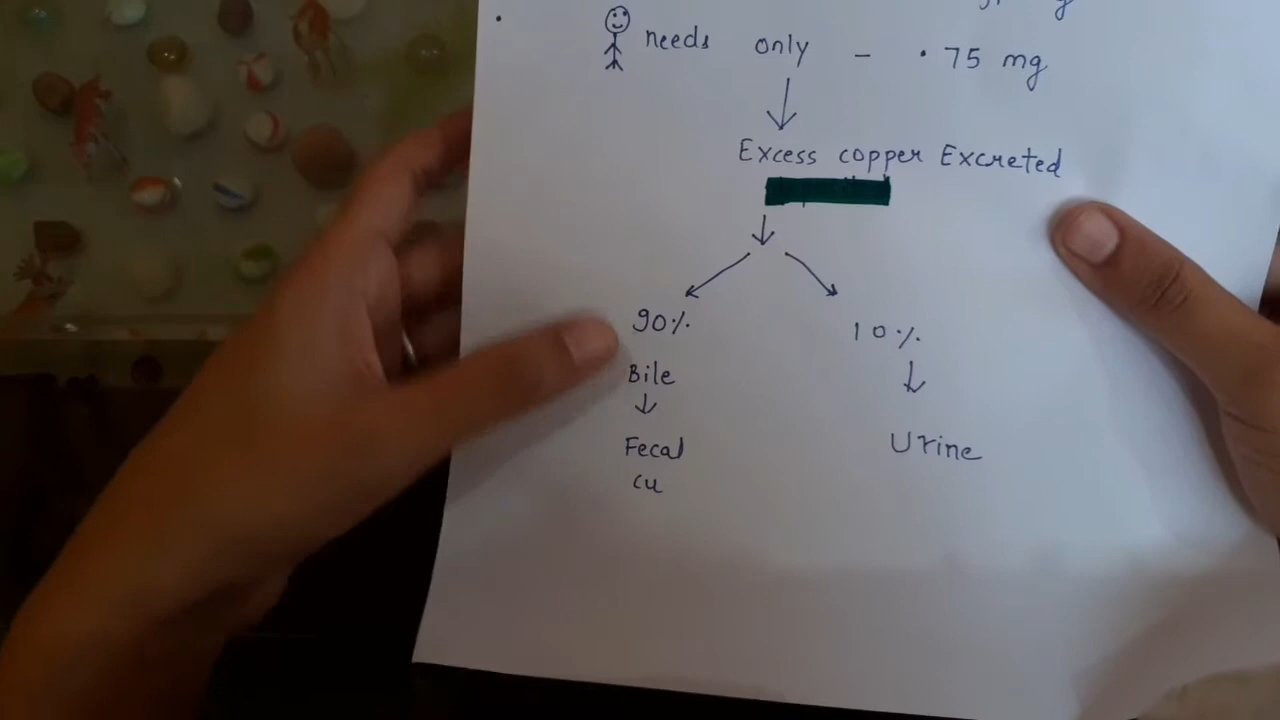 needs only - .75 mg
Excess copper Excreted
90% 10%
Bile
Fecal Urine
cu